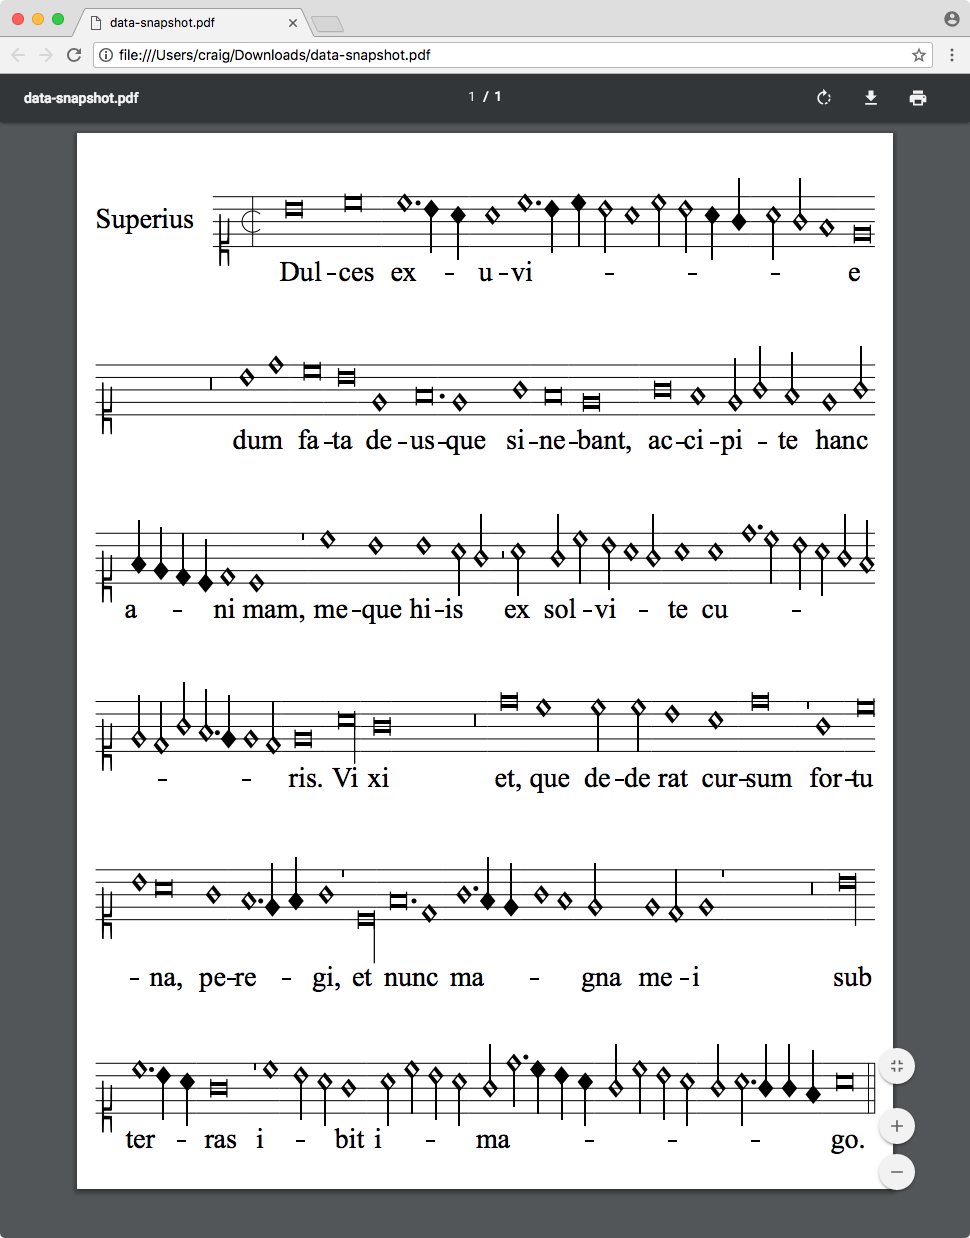 data-snapshot.pdf
file:///Users/craig/Downloads/data-snapshot.pdf
data-snapshot.pdf 1 / 1
Superius
Dul-ces ex - u-vi - - - e
dum fa-ta de-us-que si-ne-bant, ac-ci-pi - te hanc
a - ni mam, me-que hi-is ex sol-vi - te cu -
- - ris. Vi xi et, que de-de rat cur-sum for-tu
- na, pe-re - gi, et nunc ma - gna me-i sub
ter - ras i - bit i - ma - - - go.